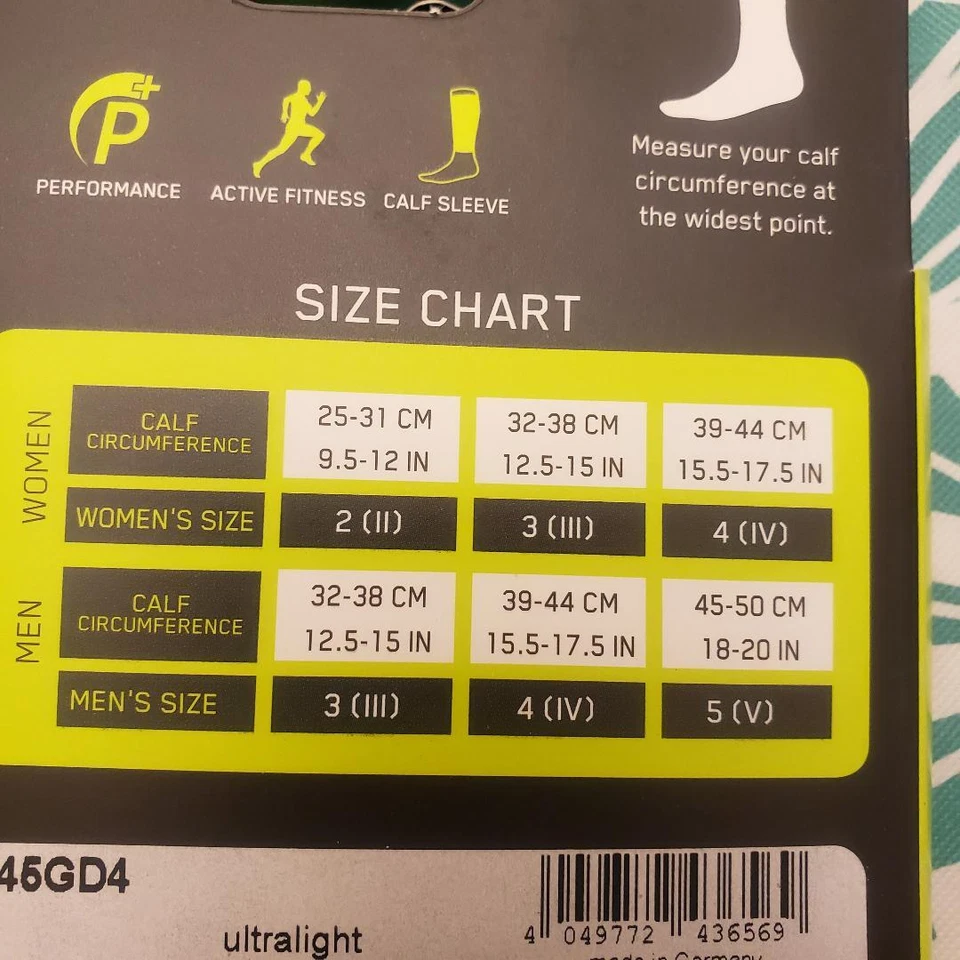 P+
PERFORMANCE
ACTIVE FITNESS
CALF SLEEVE
Measure your calf
circumference at
the widest point.
SIZE CHART
WOMEN
CALF
CIRCUMFERENCE
25-31 CM
9.5-12 IN
32-38 CM
12.5-15 IN
39-44 CM
15.5-17.5 IN
WOMEN'S SIZE
2 (II)
3 (III)
4 (IV)
MEN
CALF
CIRCUMFERENCE
32-38 CM
12.5-15 IN
39-44 CM
15.5-17.5 IN
45-50 CM
18-20 IN
MEN'S SIZE
3 (III)
4 (IV)
5 (V)
45GD4
ultralight
4 049772 436569
made in Germany